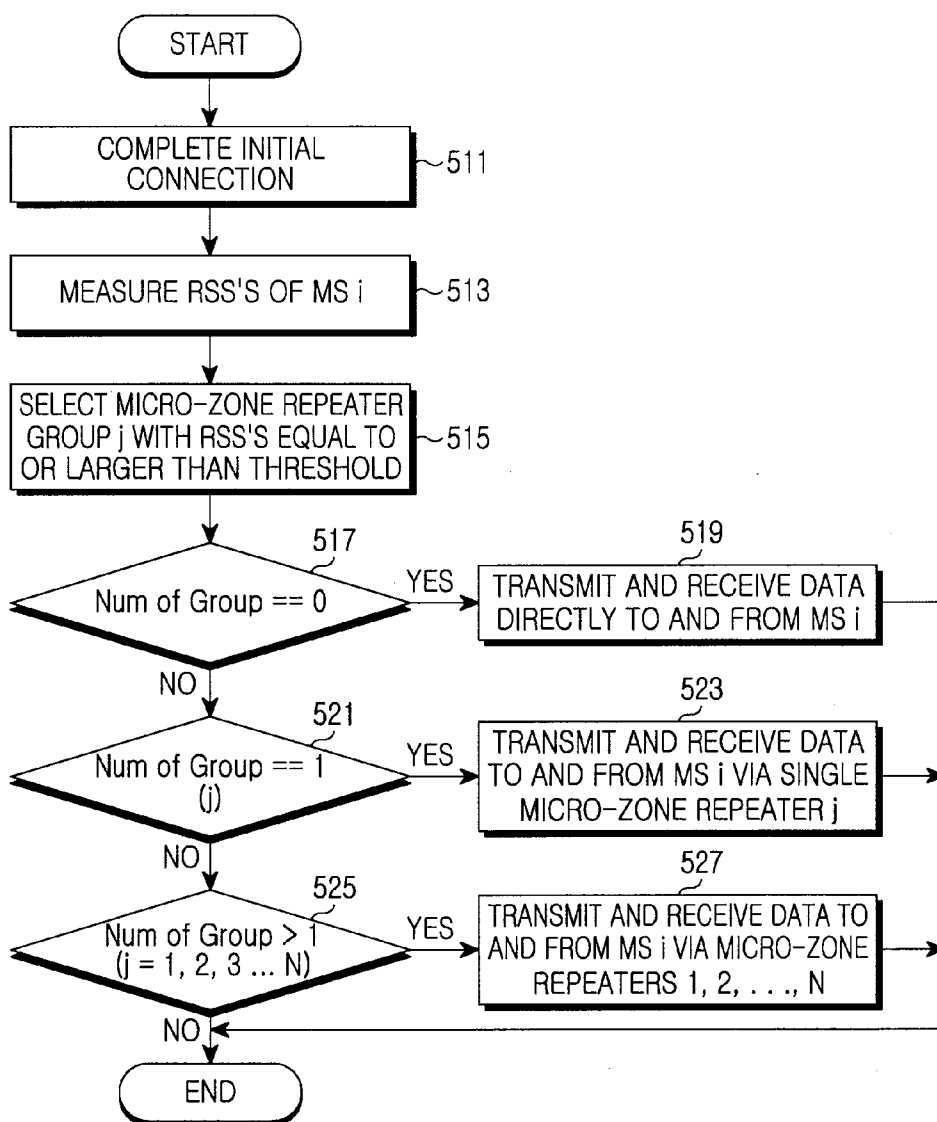 START
COMPLETE INITIAL
CONNECTION
511
MEASURE RSS'S OF MS i
513
SELECT MICRO-ZONE REPEATER
GROUP j WITH RSS'S EQUAL TO
OR LARGER THAN THRESHOLD
515
517
Num of Group == 0
YES
519
TRANSMIT AND RECEIVE DATA
DIRECTLY TO AND FROM MS i
NO
521
Num of Group == 1
(j)
YES
523
TRANSMIT AND RECEIVE DATA
TO AND FROM MS i VIA SINGLE
MICRO-ZONE REPEATER j
NO
525
Num of Group > 1
(j = 1, 2, 3 ... N)
YES
527
TRANSMIT AND RECEIVE DATA TO
AND FROM MS i VIA MICRO-ZONE
REPEATERS 1, 2, . . ., N
NO
END